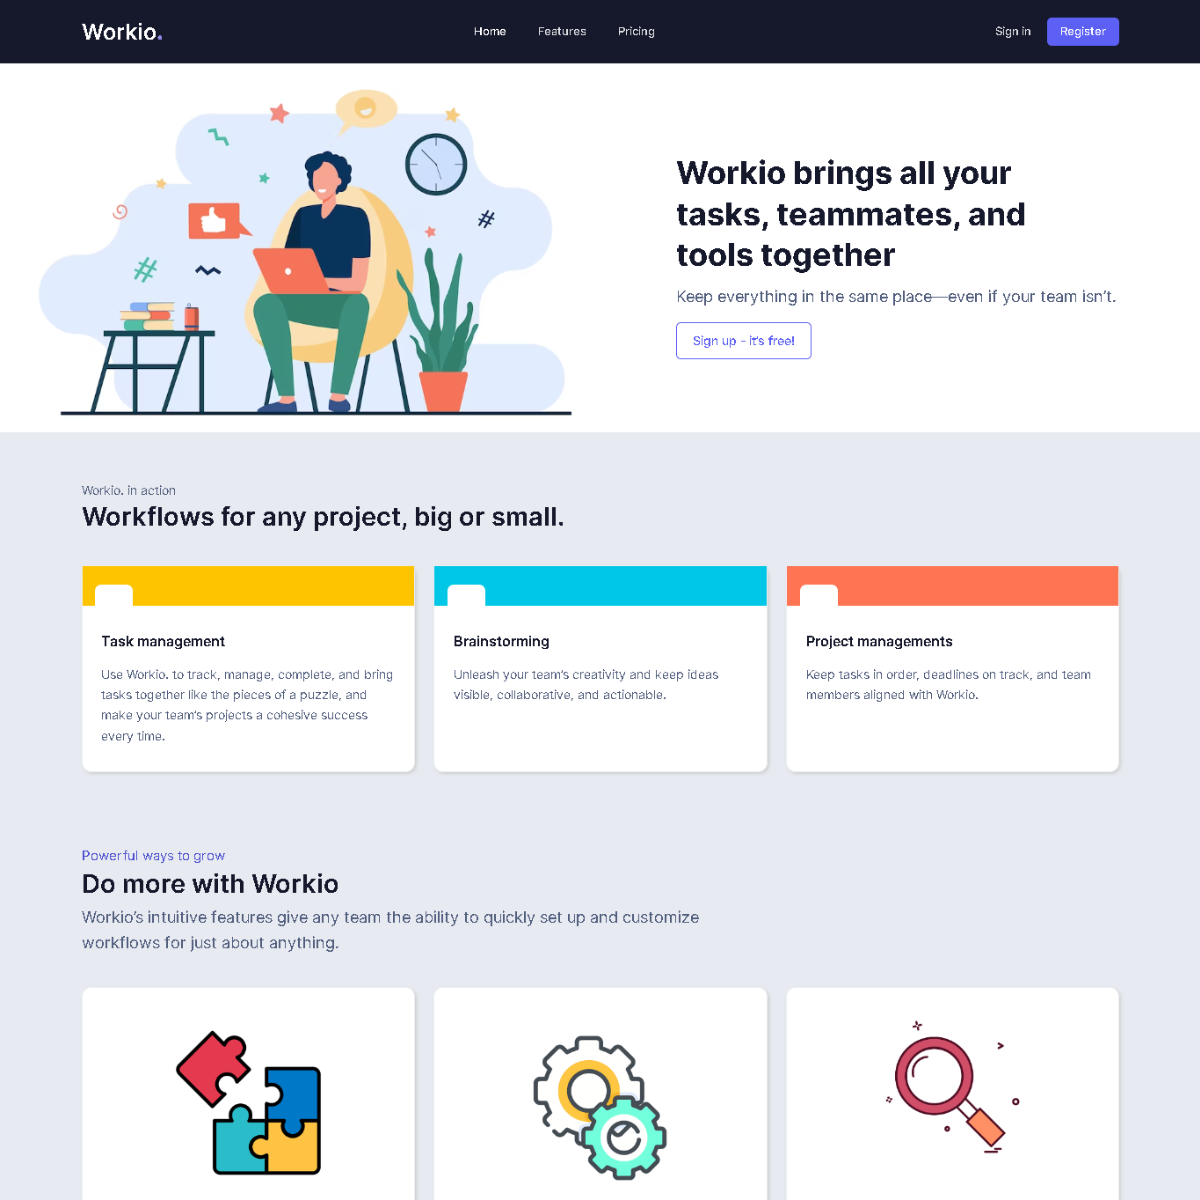 Workio.
Home Features Pricing
Sign in Register
Workio brings all your
tasks, teammates, and
tools together
Keep everything in the same place—even if your team isn't.
Sign up - it's free!
Workio. in action
Workflows for any project, big or small.
Task management
Use Workio. to track, manage, complete, and bring
tasks together like the pieces of a puzzle, and
make your team's projects a cohesive success
every time.
Brainstorming
Unleash your team's creativity and keep ideas
visible, collaborative, and actionable.
Project managements
Keep tasks in order, deadlines on track, and team
members aligned with Workio.
Powerful ways to grow
Do more with Workio
Workio's intuitive features give any team the ability to quickly set up and customize
workflows for just about anything.